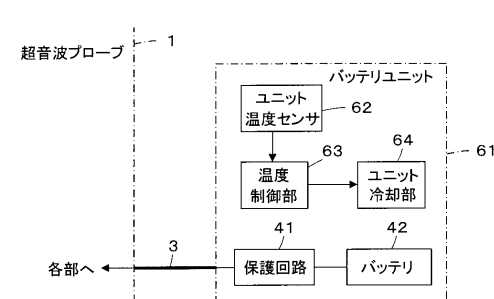 超音波プローブ
1
バッテリユニット
ユニット
温度センサ
62
63
64
61
温度
制御部
ユニット
冷却部
3
41
42
各部へ
保護回路
バッテリ